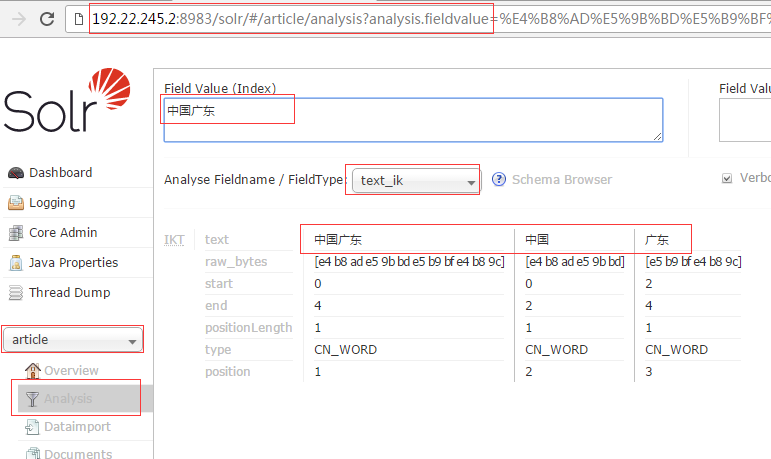 192.22.245.2:8983/solr/#/article/analysis?analysis.fieldvalue=%E4%B8%AD%E5%9B%BD%E5%B9%BF%
Solr
Dashboard
Logging
Core Admin
Java Properties
Thread Dump
article
Overview
Analysis
Dataimport
Documents
Field Value (Index)
Field Valu
中国广东
Analyse Fieldname / FieldType:
text_ik
? Schema Browser
Verbo
IKT text 中国广东 中国 广东
raw_bytes [e4 b8 ad e5 9b bd e5 b9 bf e4 b8 9c] [e4 b8 ad e5 9b bd] [e5 b9 bf e4 b8 9c]
start 0 0 2
end 4 2 4
positionLength 1 1 1
type CN_WORD CN_WORD CN_WORD
position 1 2 3